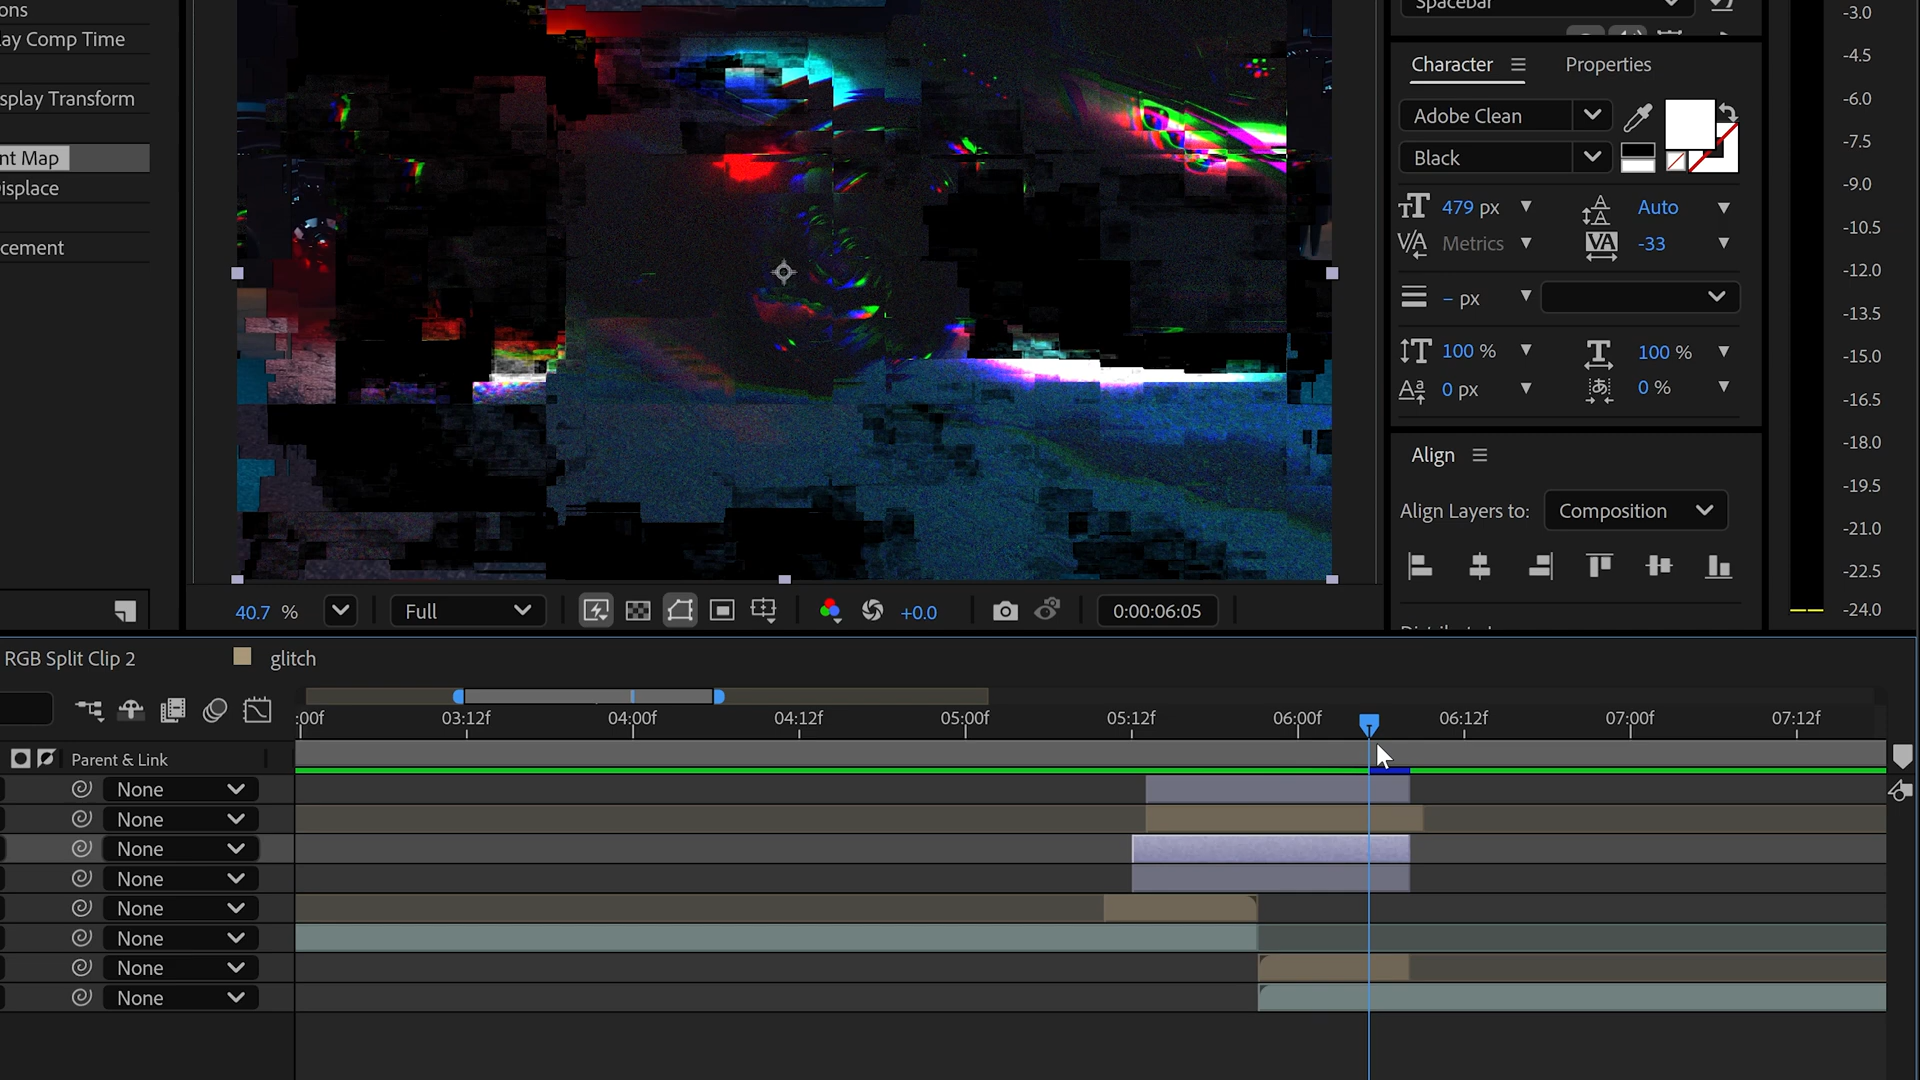 ons
lay Comp Time
splay Transform
nt Map
isplace
cement
Spacebar
Character
Properties
Adobe Clean
Black
479 px
Auto
Metrics
-33
– px
100 %
100 %
0 px
0 %
Align
Align Layers to:
Composition
-3.0
-4.5
-6.0
-7.5
-9.0
-10.5
-12.0
-13.5
-15.0
-16.5
-18.0
-19.5
-21.0
-22.5
-24.0
40.7 %
Full
+0.0
0:00:06:05
RGB Split Clip 2
glitch
:00f
03:12f
04:00f
04:12f
05:00f
05:12f
06:00f
06:12f
07:00f
07:12f
Parent & Link
None
None
None
None
None
None
None
None